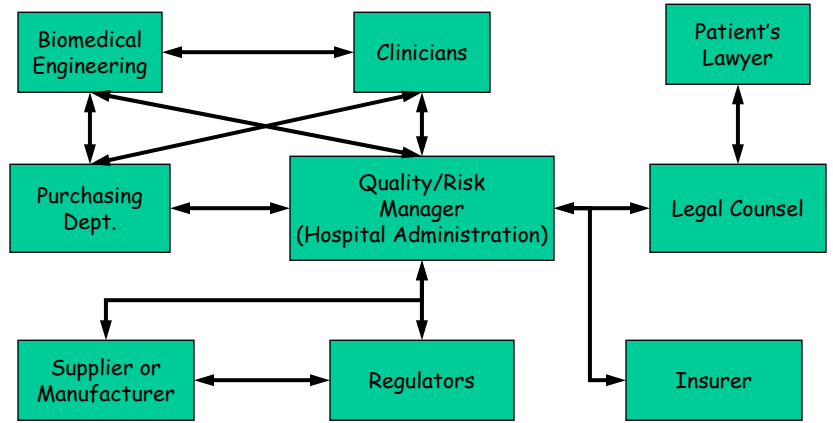 Biomedical
Engineering
Clinicians
Patient's
Lawyer
Purchasing
Dept.
Quality/Risk
Manager
(Hospital Administration)
Legal Counsel
Supplier or
Manufacturer
Regulators
Insurer